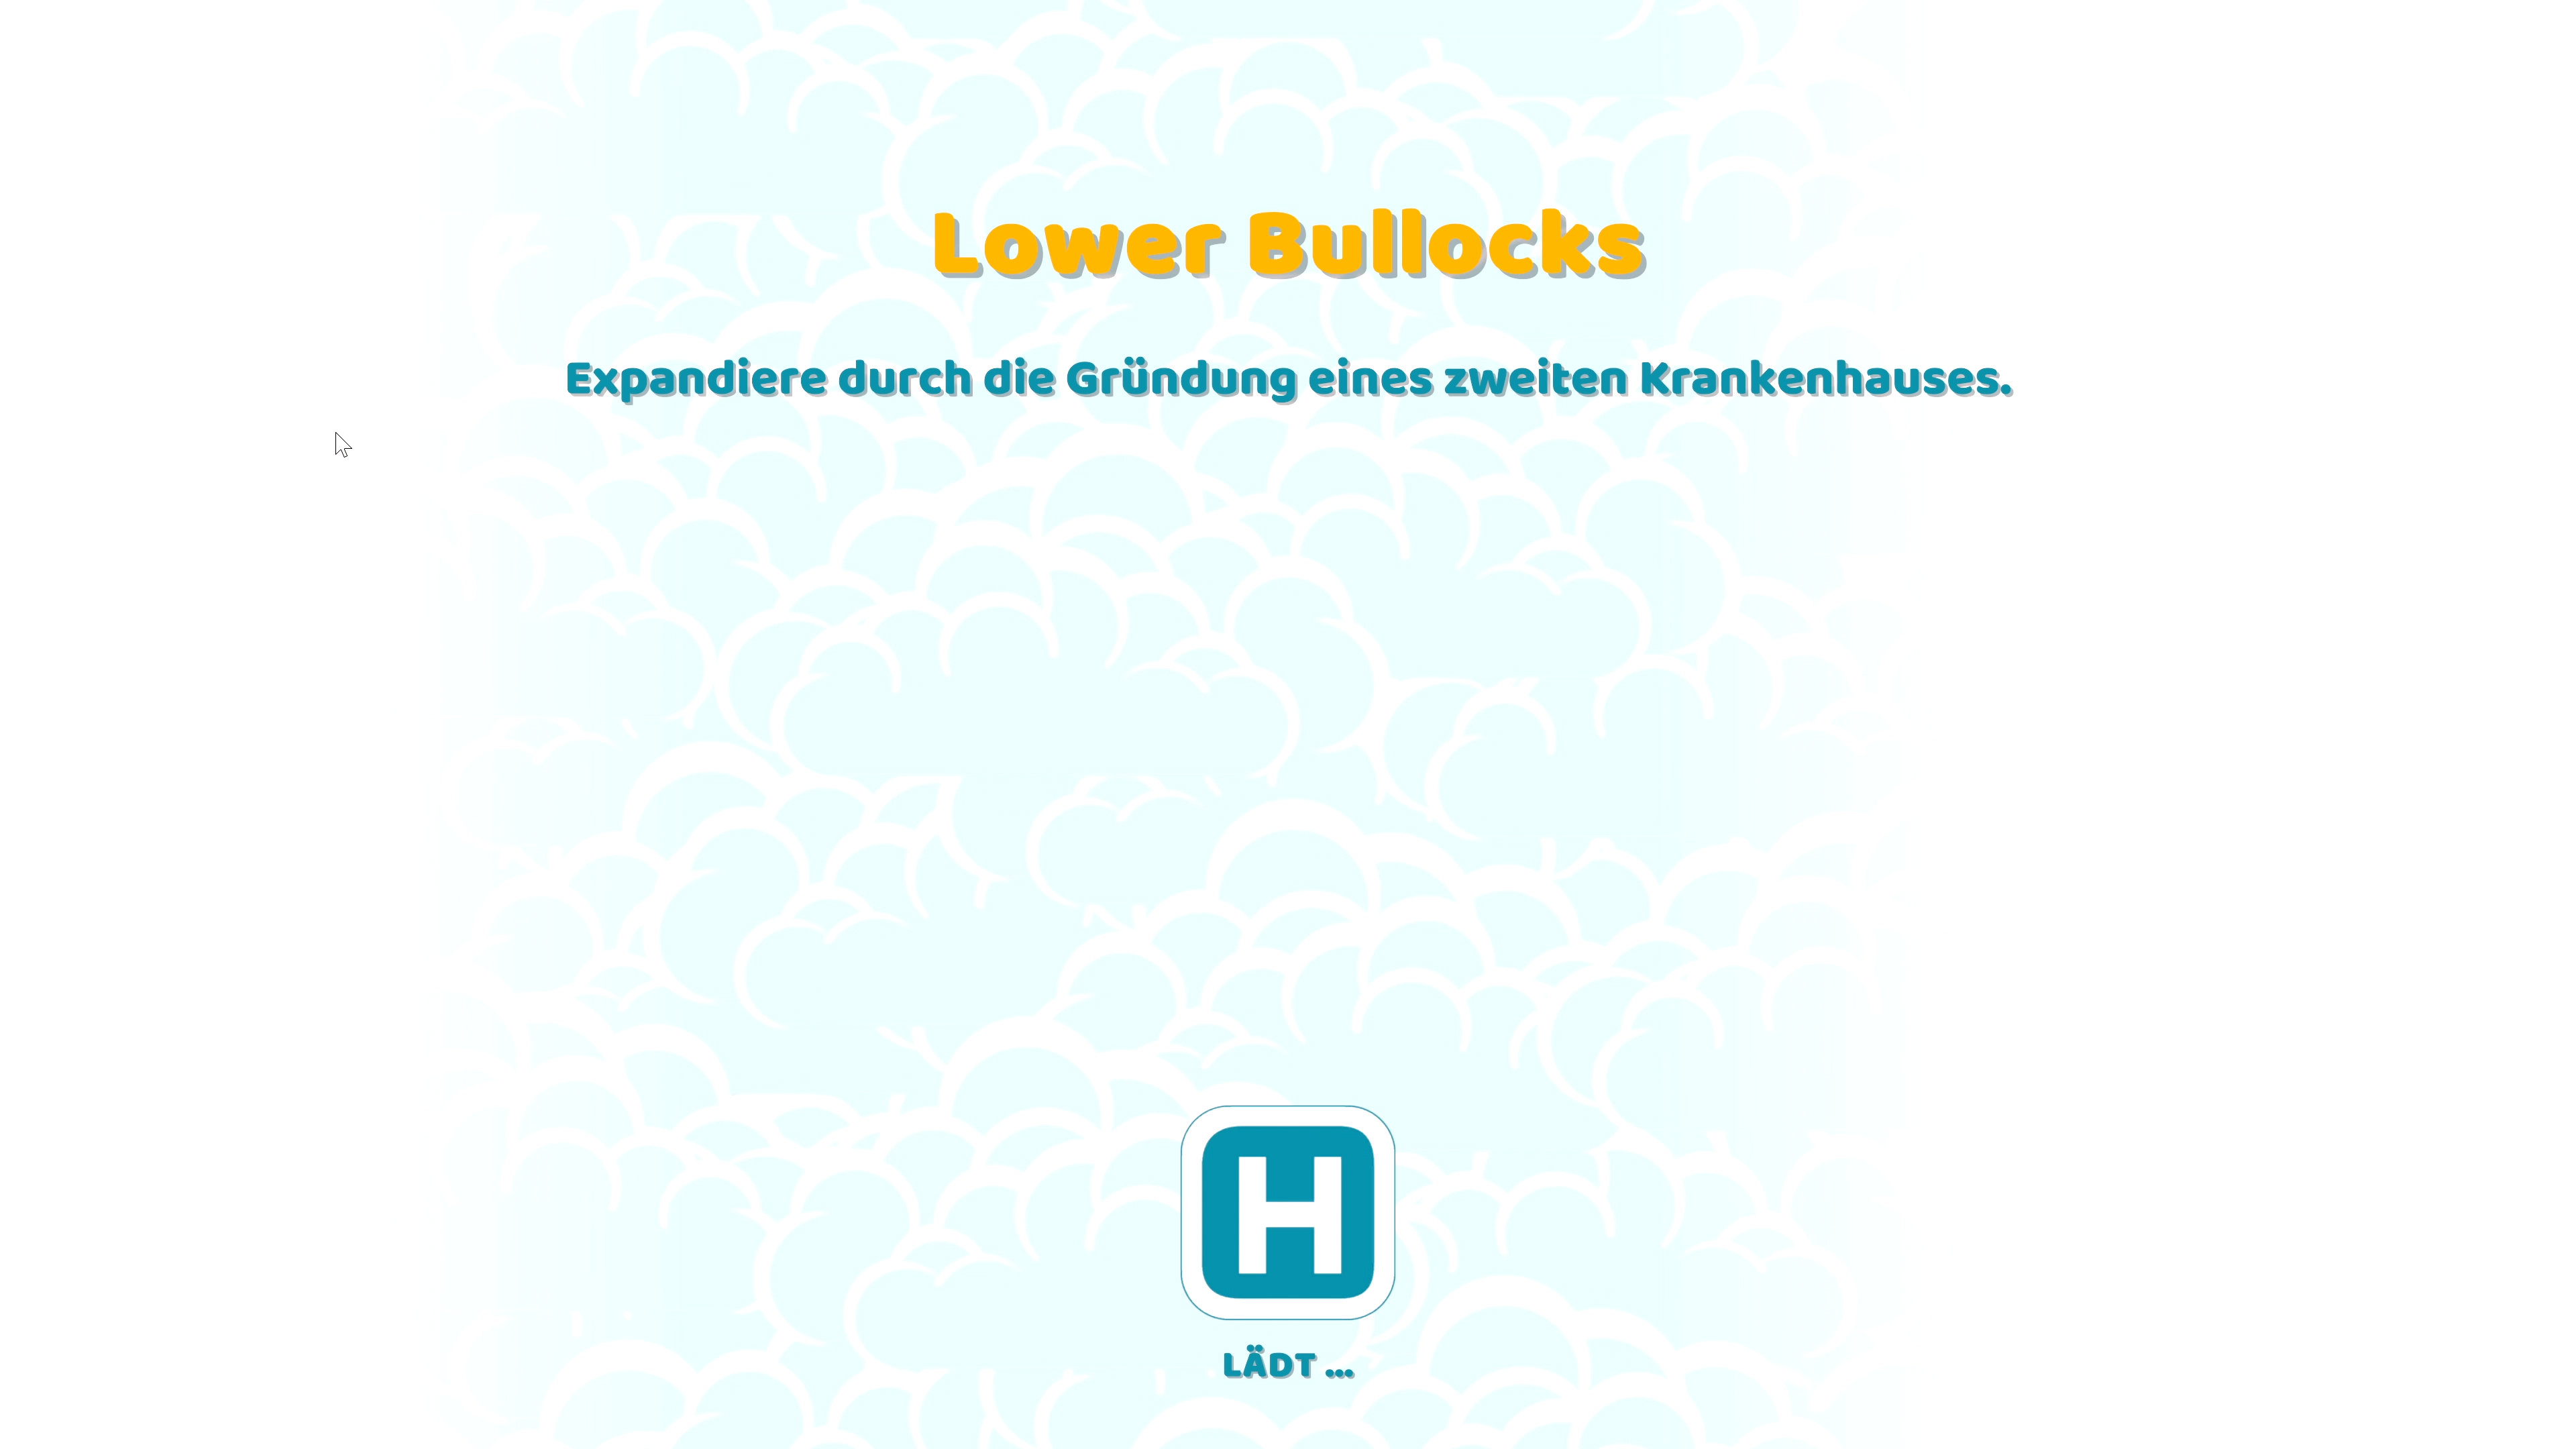 Lower Bullocks
Expandiere durch die Gründung eines zweiten Krankenhauses.
H
LÄDT ...